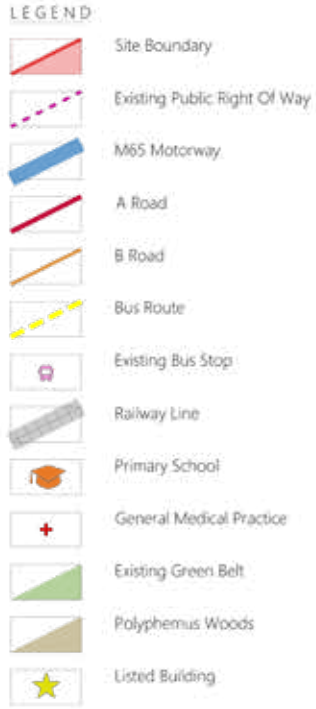 LEGEND
Site Boundary
Existing Public Right Of Way
M65 Motorway
A Road
B Road
Bus Route
Existing Bus Stop
Railway Line
Primary School
General Medical Practice
Existing Green Belt
Polyphemus Woods
Listed Building